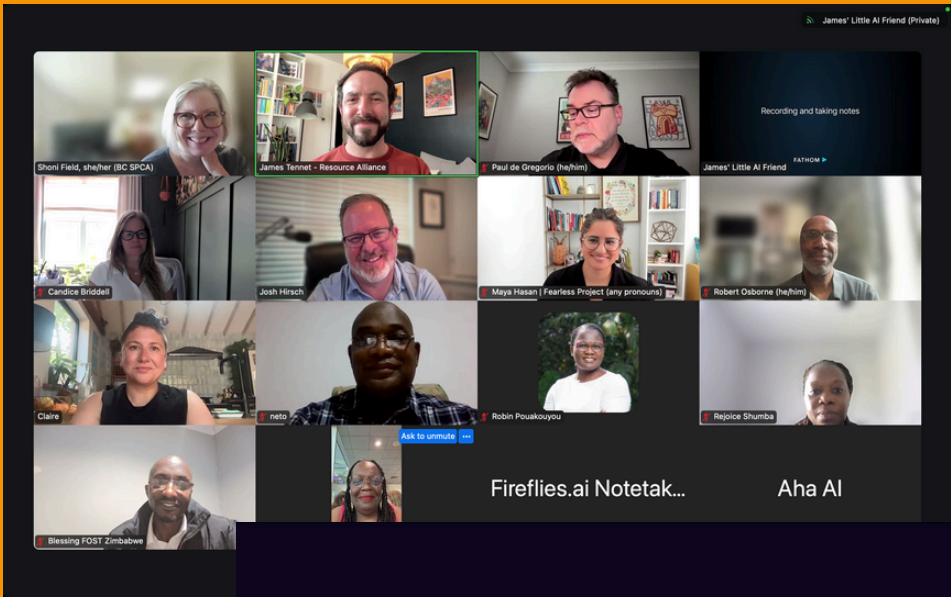 James' Little AI Friend (Private)
Shoni Field, she/her (BC SPCA)
James Tennet - Resource Alliance
Paul de Gregorio (he/him)
Recording and taking notes
FATHOM
James' Little AI Friend
Candice Briddell
Josh Hirsch
Maya Hasan | Fearless Project (any pronouns)
Robert Osborne (he/him)
Claire
neto
Robin Pouakouyou
Rejoice Shumba
Ask to unmute ...
Fireflies.ai Notetak...
Aha AI
Blessing FOST Zimbabwe